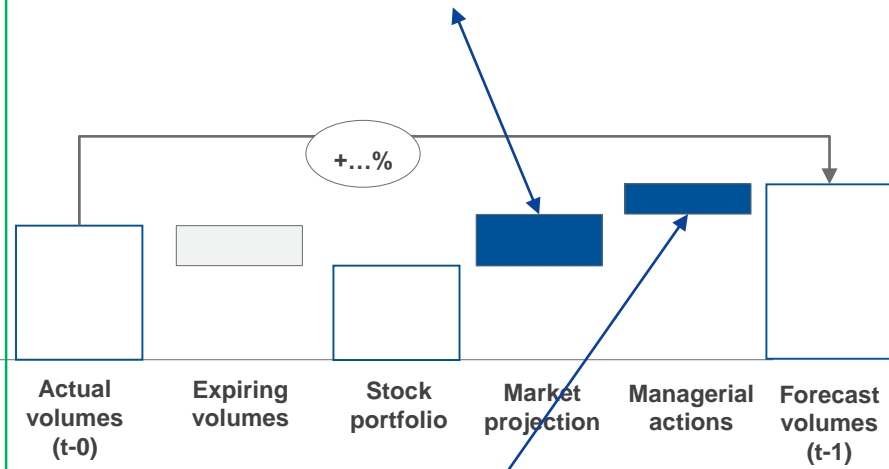 +...%
Actual
volumes
(t-0)
Expiring
volumes
Stock
portfolio
Market
projection
Managerial
actions
Forecast
volumes
(t-1)